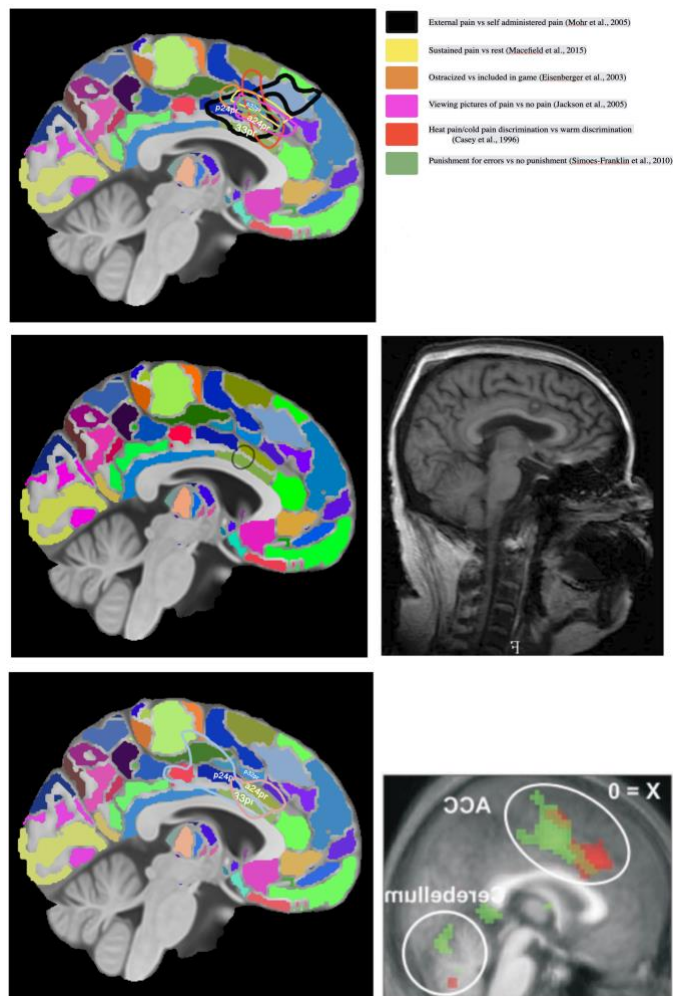 External pain vs self administered pain (Mohr et al., 2005)
Sustained pain vs rest (Macefield et al., 2015)
Ostracized vs included in game (Eisenberger et al., 2003)
Viewing pictures of pain vs no pain (Jackson et al., 2005)
Heat pain/cold pain discrimination vs warm discrimination
(Casey et al., 1996)
Punishment for errors vs no punishment (Simoes-Franklin et al., 2010)
p24pr
a24pr
33pr
p24pr
a24pr
33pr
X = 0
ACC
Cerebellum